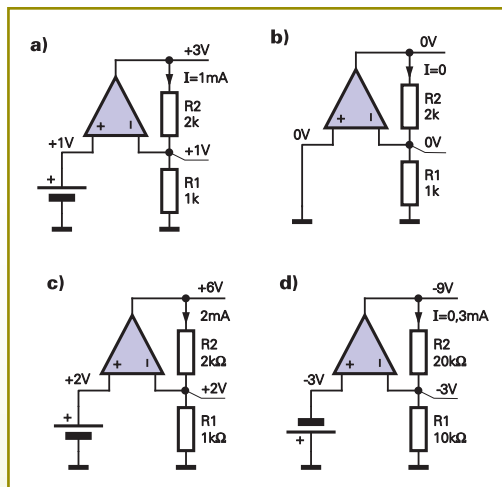 a)
+3V
I=1mA
R2
2k
+
–
+1V
+1V
+
R1
1k
b)
0V
I=0
R2
2k
+
–
0V
0V
R1
1k
c)
+6V
2mA
R2
2kΩ
+
–
+2V
+2V
+
R1
1kΩ
d)
-9V
I=0,3mA
R2
20kΩ
+
–
-3V
-3V
+
R1
10kΩ